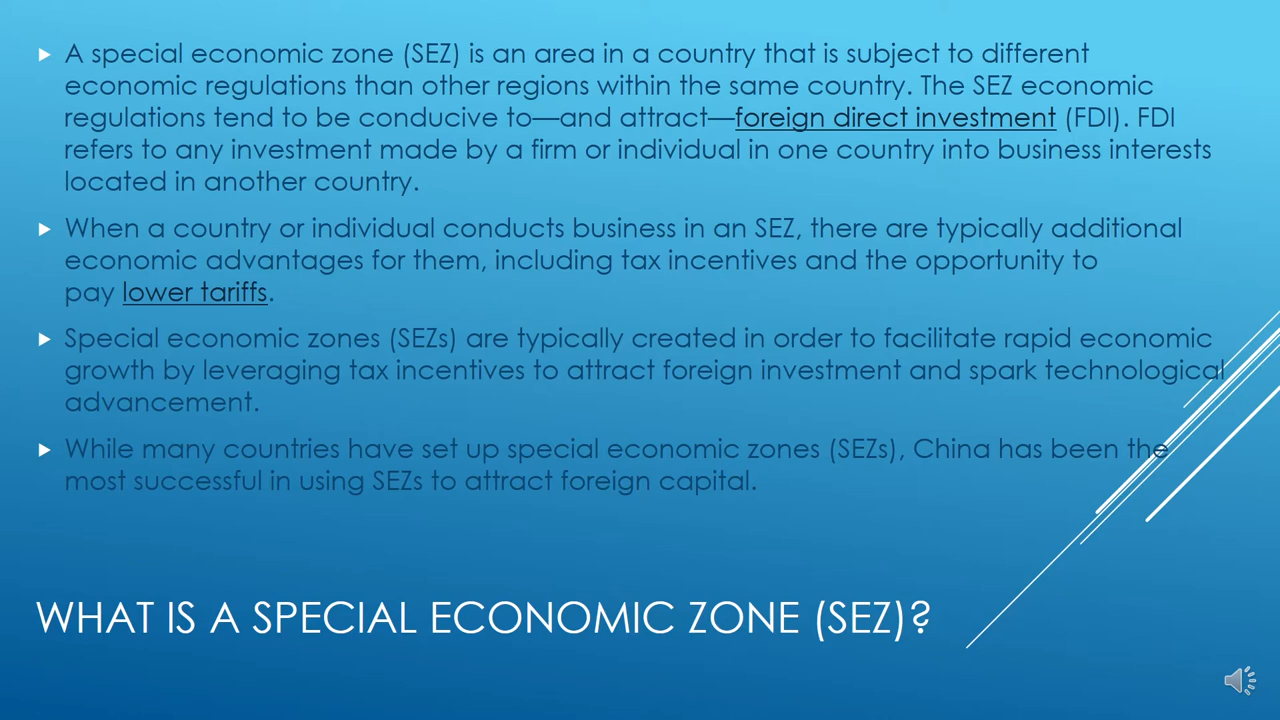 A special economic zone (SEZ) is an area in a country that is subject to different
economic regulations than other regions within the same country. The SEZ economic
regulations tend to be conducive to—and attract—foreign direct investment (FDI). FDI
refers to any investment made by a firm or individual in one country into business interests
located in another country.
When a country or individual conducts business in an SEZ, there are typically additional
economic advantages for them, including tax incentives and the opportunity to
pay lower tariffs.
Special economic zones (SEZs) are typically created in order to facilitate rapid economic
growth by leveraging tax incentives to attract foreign investment and spark technological
advancement.
While many countries have set up special economic zones (SEZs), China has been the
most successful in using SEZs to attract foreign capital.
WHAT IS A SPECIAL ECONOMIC ZONE (SEZ)?